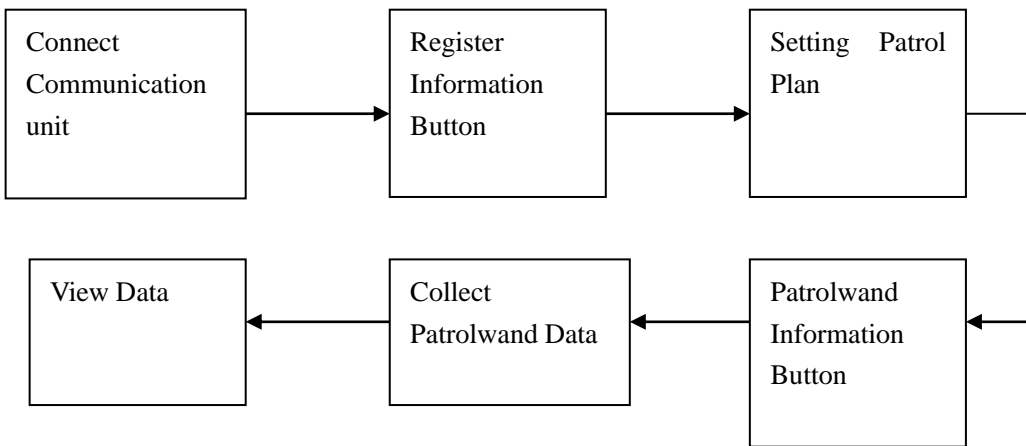 Connect
Communication
unit
Register
Information
Button
Setting Patrol
Plan
View Data
Collect
Patrolwand Data
Patrolwand
Information
Button